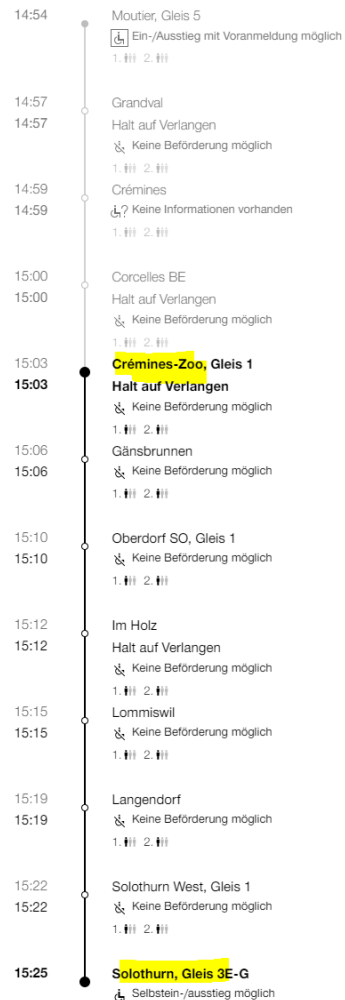 14:54 Moutier, Gleis 5
Ein-/Ausstieg mit Voranmeldung möglich
1. 2.
14:57 Grandval
14:57 Halt auf Verlangen
Keine Beförderung möglich
1. 2.
14:59 Crémines
14:59 ? Keine Informationen vorhanden
1. 2.
15:00 Corcelles BE
15:00 Halt auf Verlangen
Keine Beförderung möglich
1. 2.
15:03 Crémines-Zoo, Gleis 1
15:03 Halt auf Verlangen
Keine Beförderung möglich
1. 2.
15:06 Gänsbrunnen
15:06 Keine Beförderung möglich
1. 2.
15:10 Oberdorf SO, Gleis 1
15:10 Keine Beförderung möglich
1. 2.
15:12 Im Holz
15:12 Halt auf Verlangen
Keine Beförderung möglich
1. 2.
15:15 Lommiswil
15:15 Keine Beförderung möglich
1. 2.
15:19 Langendorf
15:19 Keine Beförderung möglich
1. 2.
15:22 Solothurn West, Gleis 1
15:22 Keine Beförderung möglich
1. 2.
15:25 Solothurn, Gleis 3E-G
Selbstein-/ausstieg möglich